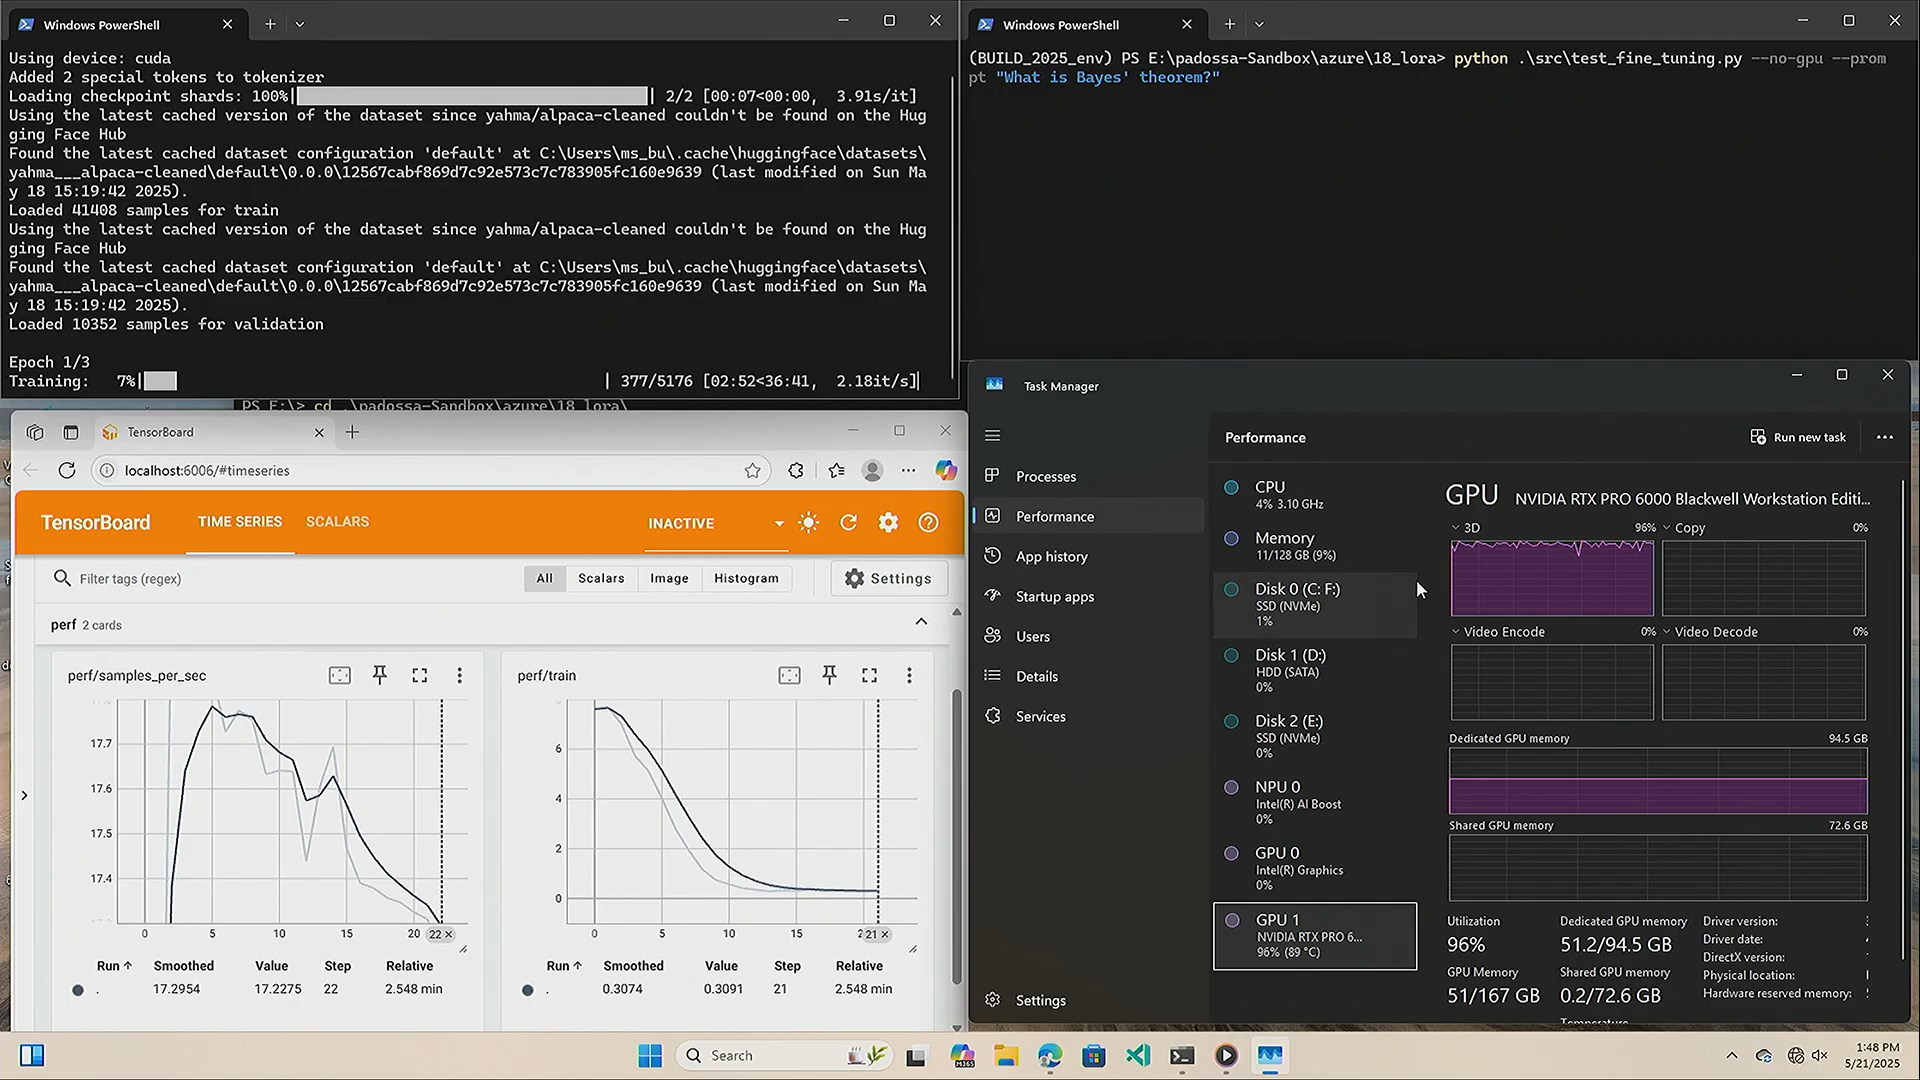 Windows PowerShell
Using device: cuda
Added 2 special tokens to tokenizer
Loading checkpoint shards: 100%| | 2/2 [00:07<00:00, 3.91s/it]
Using the latest cached version of the dataset since yahma/alpaca-cleaned couldn't be found on the Hug
ging Face Hub
Found the latest cached dataset configuration 'default' at C:\Users\ms_bu\.cache\huggingface\datasets\
yahma___alpaca-cleaned\default\0.0.0\12567cabf869d7c92e573c7c783905fc160e9639 (last modified on Sun Ma
y 18 15:19:42 2025).
Loaded 41408 samples for train
Using the latest cached version of the dataset since yahma/alpaca-cleaned couldn't be found on the Hug
ging Face Hub
Found the latest cached dataset configuration 'default' at C:\Users\ms_bu\.cache\huggingface\datasets\
yahma___alpaca-cleaned\default\0.0.0\12567cabf869d7c92e573c7c783905fc160e9639 (last modified on Sun Ma
y 18 15:19:42 2025).
Loaded 10352 samples for validation
Epoch 1/3
Training: 7%| | 377/5176 [02:52<36:41, 2.18it/s]
PS E:\> cd .\padossa-Sandbox\azure\18_lora\
Windows PowerShell
(BUILD_2025_env) PS E:\padossa-Sandbox\azure\18_lora> python .\src\test_fine_tuning.py --no-gpu --prom
pt "What is Bayes' theorem?"
TensorBoard
localhost:6006/#timeseries
TensorBoard
TIME SERIES
SCALARS
INACTIVE
Filter tags (regex)
All
Scalars
Image
Histogram
Settings
perf 2 cards
perf/samples_per_sec
17.7
17.6
17.5
17.4
0 5 10 15 20 22
Run Smoothed Value Step Relative
. 17.2954 17.2275 22 2.548 min
perf/train
6
4
2
0
0 5 10 15 2 21
Run Smoothed Value Step Relative
. 0.3074 0.3091 21 2.548 min
Task Manager
Processes
Performance
App history
Startup apps
Users
Details
Services
Settings
Performance
Run new task
CPU
4% 3.10 GHz
Memory
11/128 GB (9%)
Disk 0 (C: F:)
SSD (NVMe)
1%
Disk 1 (D:)
HDD (SATA)
0%
Disk 2 (E:)
SSD (NVMe)
0%
NPU 0
Intel(R) AI Boost
0%
GPU 0
Intel(R) Graphics
0%
GPU 1
NVIDIA RTX PRO 6...
96% (89 °C)
GPU NVIDIA RTX PRO 6000 Blackwell Workstation Editi...
3D 96%
Copy 0%
Video Encode 0%
Video Decode 0%
Dedicated GPU memory 94.5 GB
Shared GPU memory 72.6 GB
Utilization
96%
GPU Memory
51/167 GB
Dedicated GPU memory
51.2/94.5 GB
Shared GPU memory
0.2/72.6 GB
Temperature
Driver version:
Driver date:
DirectX version:
Physical location:
Hardware reserved memory:
Search
M365
1:48 PM
5/21/2025